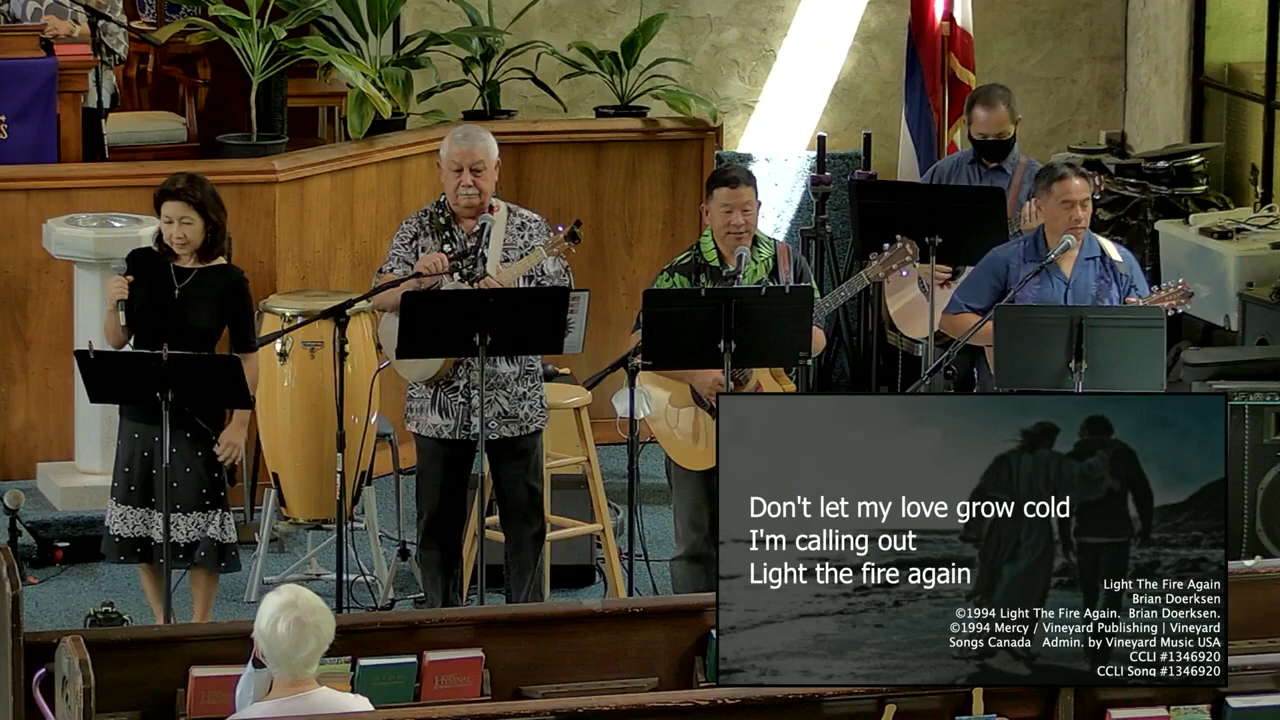 Don't let my love grow cold
I'm calling out
Light the fire again
Light The Fire Again
Brian Doerksen
©1994 Light The Fire Again. Brian Doerksen.
©1994 Mercy / Vineyard Publishing | Vineyard
Songs Canada Admin. by Vineyard Music USA
CCLI #1346920
CCLI Song #1346920
HYMNAL